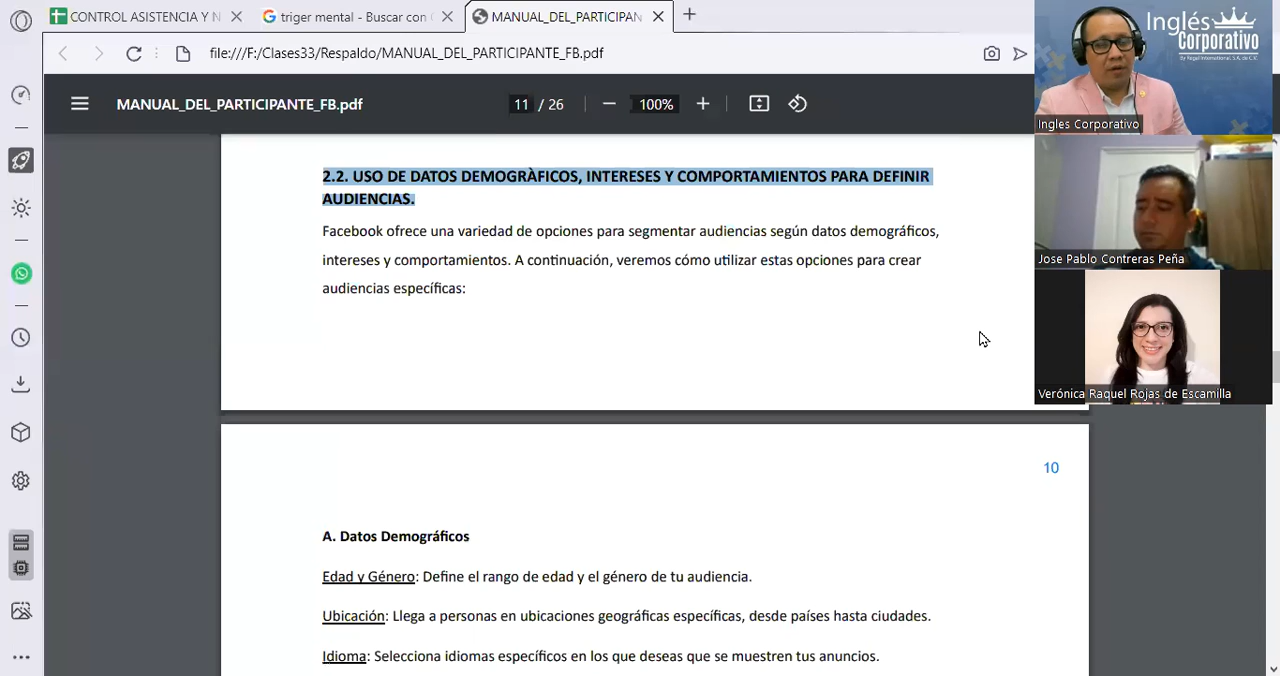 CONTROL ASISTENCIA Y N
triger mental - Buscar con G
MANUAL_DEL_PARTICIPAN
file:///F:/Clases33/Respaldo/MANUAL_DEL_PARTICIPANTE_FB.pdf
MANUAL_DEL_PARTICIPANTE_FB.pdf
11 / 26
100%
Inglés
Corporativo
By Regal International, S.A. de C.V.
Ingles Corporativo
Jose Pablo Contreras Peña
Verónica Raquel Rojas de Escamilla
2.2. USO DE DATOS DEMOGRÀFICOS, INTERESES Y COMPORTAMIENTOS PARA DEFINIR
AUDIENCIAS.
Facebook ofrece una variedad de opciones para segmentar audiencias según datos demográficos,
intereses y comportamientos. A continuación, veremos cómo utilizar estas opciones para crear
audiencias específicas:
10
A. Datos Demográficos
Edad y Género: Define el rango de edad y el género de tu audiencia.
Ubicación: Llega a personas en ubicaciones geográficas específicas, desde países hasta ciudades.
Idioma: Selecciona idiomas específicos en los que deseas que se muestren tus anuncios.